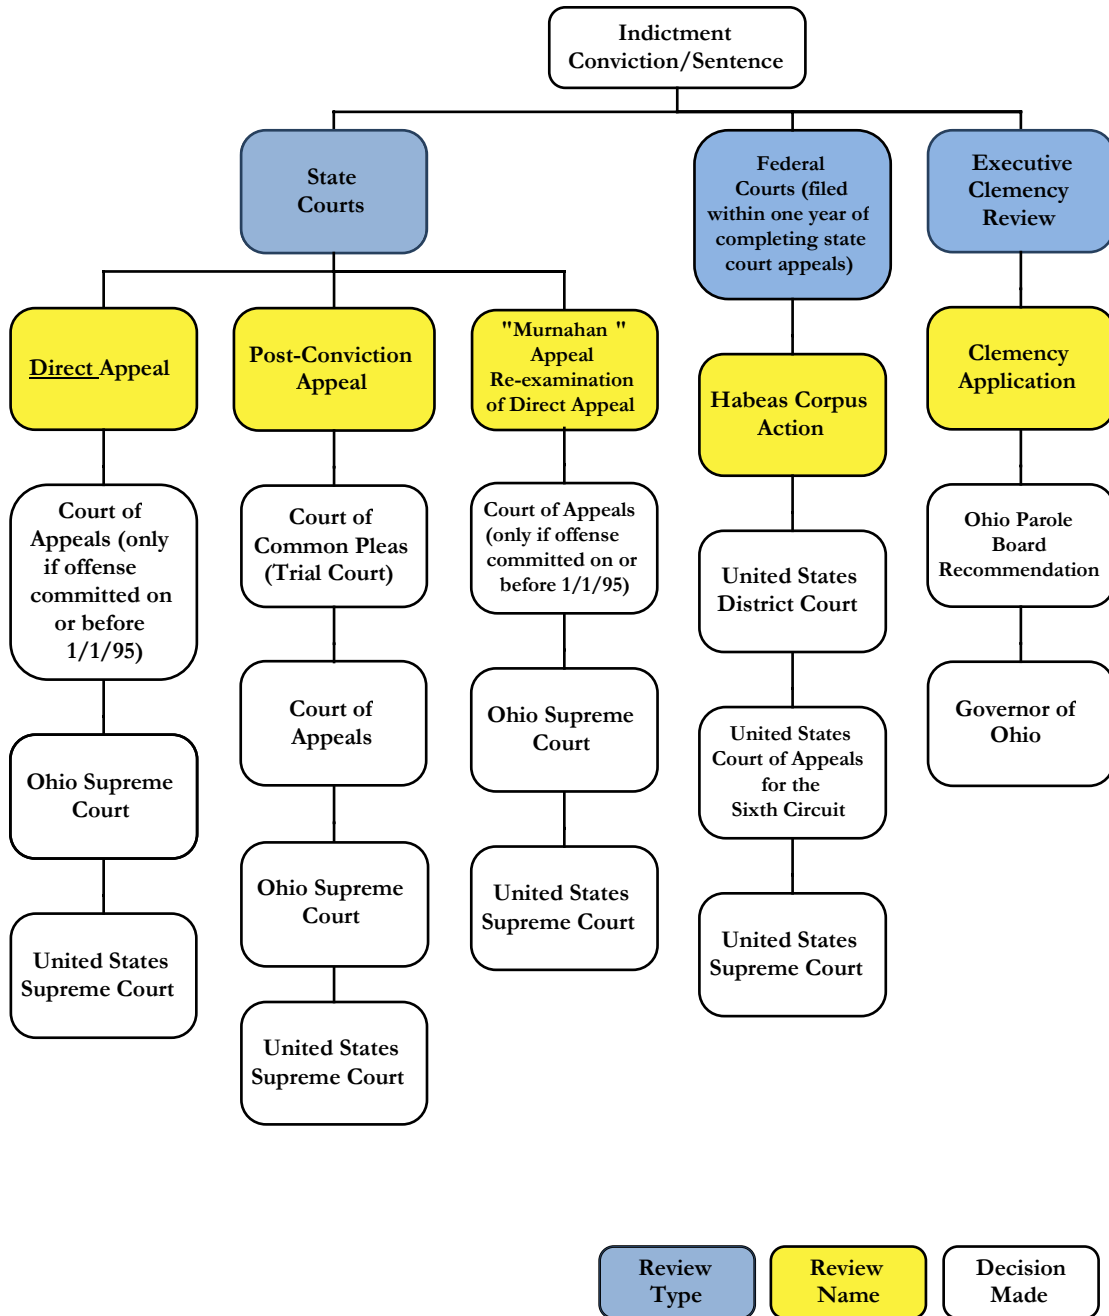 Indictment
Conviction/Sentence
State
Courts
Federal
Courts (filed
within one year of
completing state
court appeals)
Executive
Clemency
Review
Direct Appeal
Post-Conviction
Appeal
"Murnahan "
Appeal
Re-examination
of Direct Appeal
Habeas Corpus
Action
Clemency
Application
Court of
Appeals (only
if offense
committed on
or before
1/1/95)
Ohio Supreme
Court
United States
Supreme Court
Court of
Common Pleas
(Trial Court)
Court of
Appeals
Ohio Supreme
Court
United States
Supreme Court
Court of Appeals
(only if offense
committed on or
before 1/1/95)
Ohio Supreme
Court
United States
Supreme Court
United States
District Court
United States
Court of Appeals
for the
Sixth Circuit
United States
Supreme Court
Ohio Parole
Board
Recommendation
Governor of
Ohio
Review
Type
Review
Name
Decision
Made